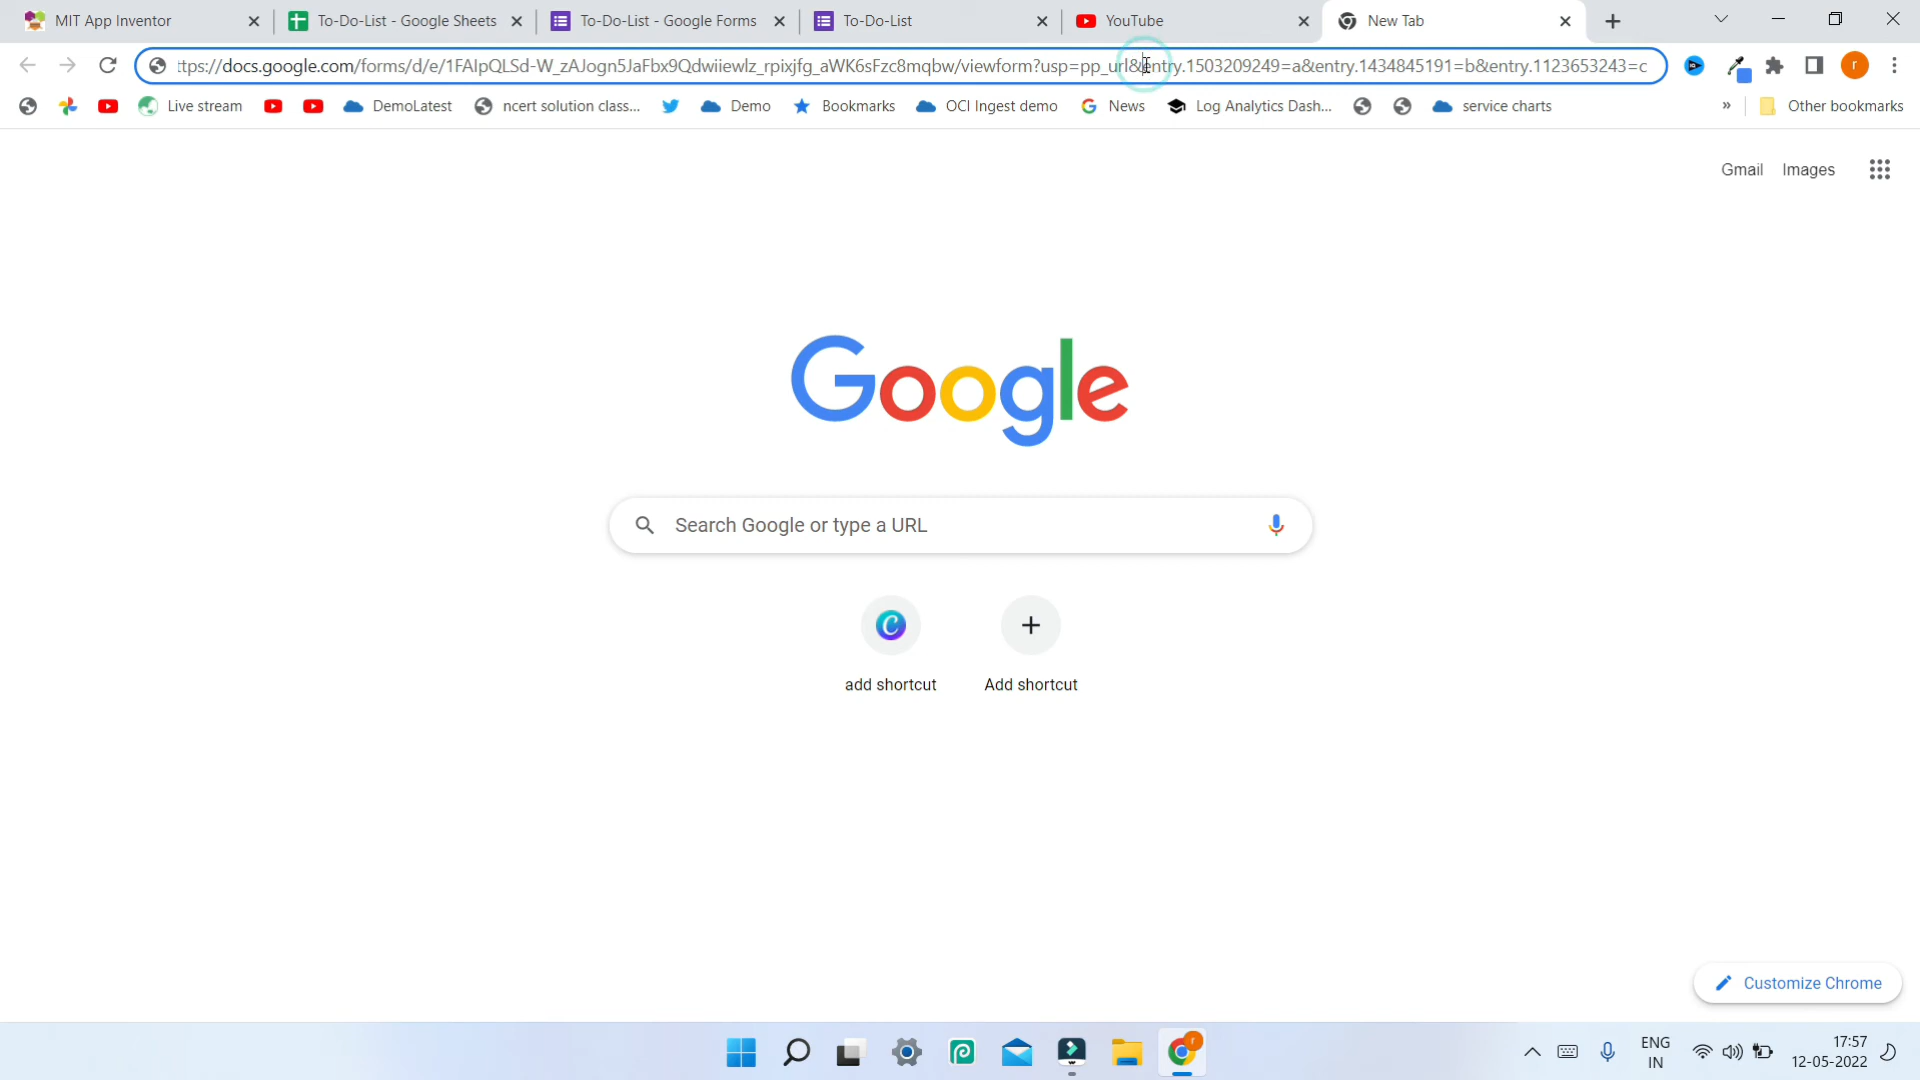 MIT App Inventor
To-Do-List - Google Sheets
To-Do-List - Google Forms
To-Do-List
YouTube
New Tab
ttps://docs.google.com/forms/d/e/1FAIpQLSd-W_zAJogn5JaFbx9Qdwiiewlz_rpixjfg_aWK6sFzc8mqbw/viewform?usp=pp_url&entry.1503209249=a&entry.1434845191=b&entry.1123653243=c
r
Live stream
DemoLatest
ncert solution class...
Demo
Bookmarks
OCI Ingest demo
News
Log Analytics Dash...
service charts
»
Other bookmarks
Gmail
Images
Google
Search Google or type a URL
add shortcut
Add shortcut
Customize Chrome
r
ENG
IN
17:57
12-05-2022